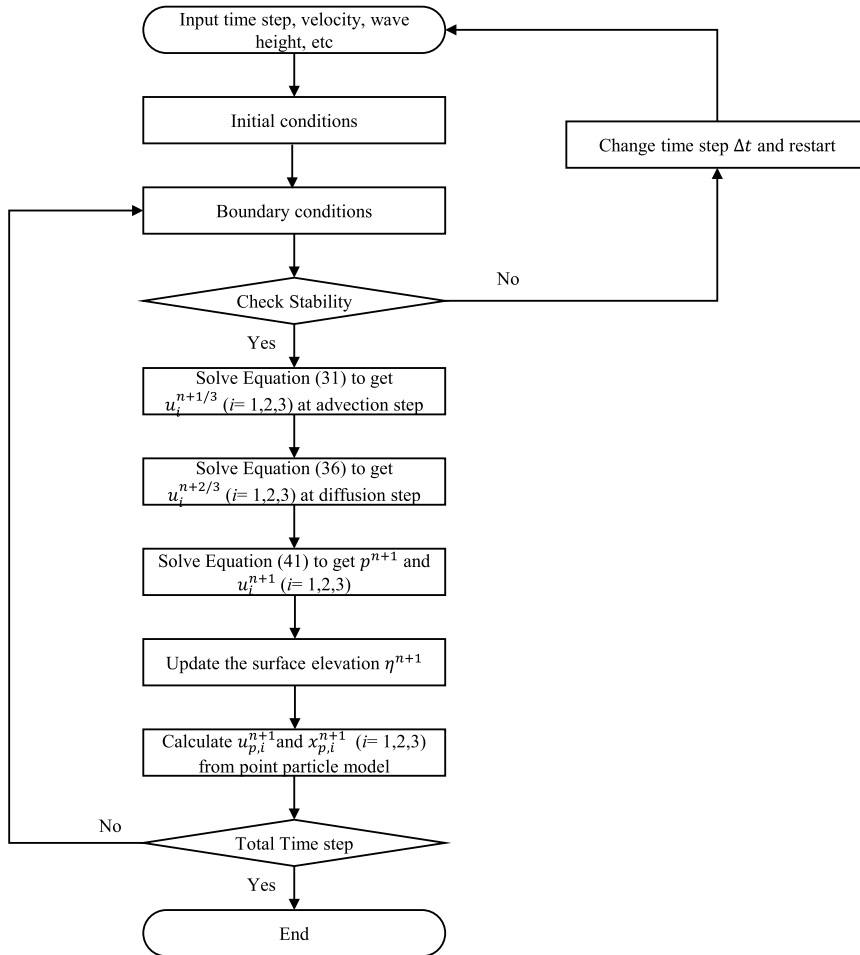 Input time step, velocity, wave
height, etc
Initial conditions
Change time step Δt and restart
Boundary conditions
No
Check Stability
Yes
Solve Equation (31) to get
u_i^{n+1/3} (i= 1,2,3) at advection step
Solve Equation (36) to get
u_i^{n+2/3} (i= 1,2,3) at diffusion step
Solve Equation (41) to get p^{n+1} and
u_i^{n+1} (i= 1,2,3)
Update the surface elevation η^{n+1}
Calculate u_{p,i}^{n+1} and x_{p,i}^{n+1} (i= 1,2,3)
from point particle model
No
Total Time step
Yes
End